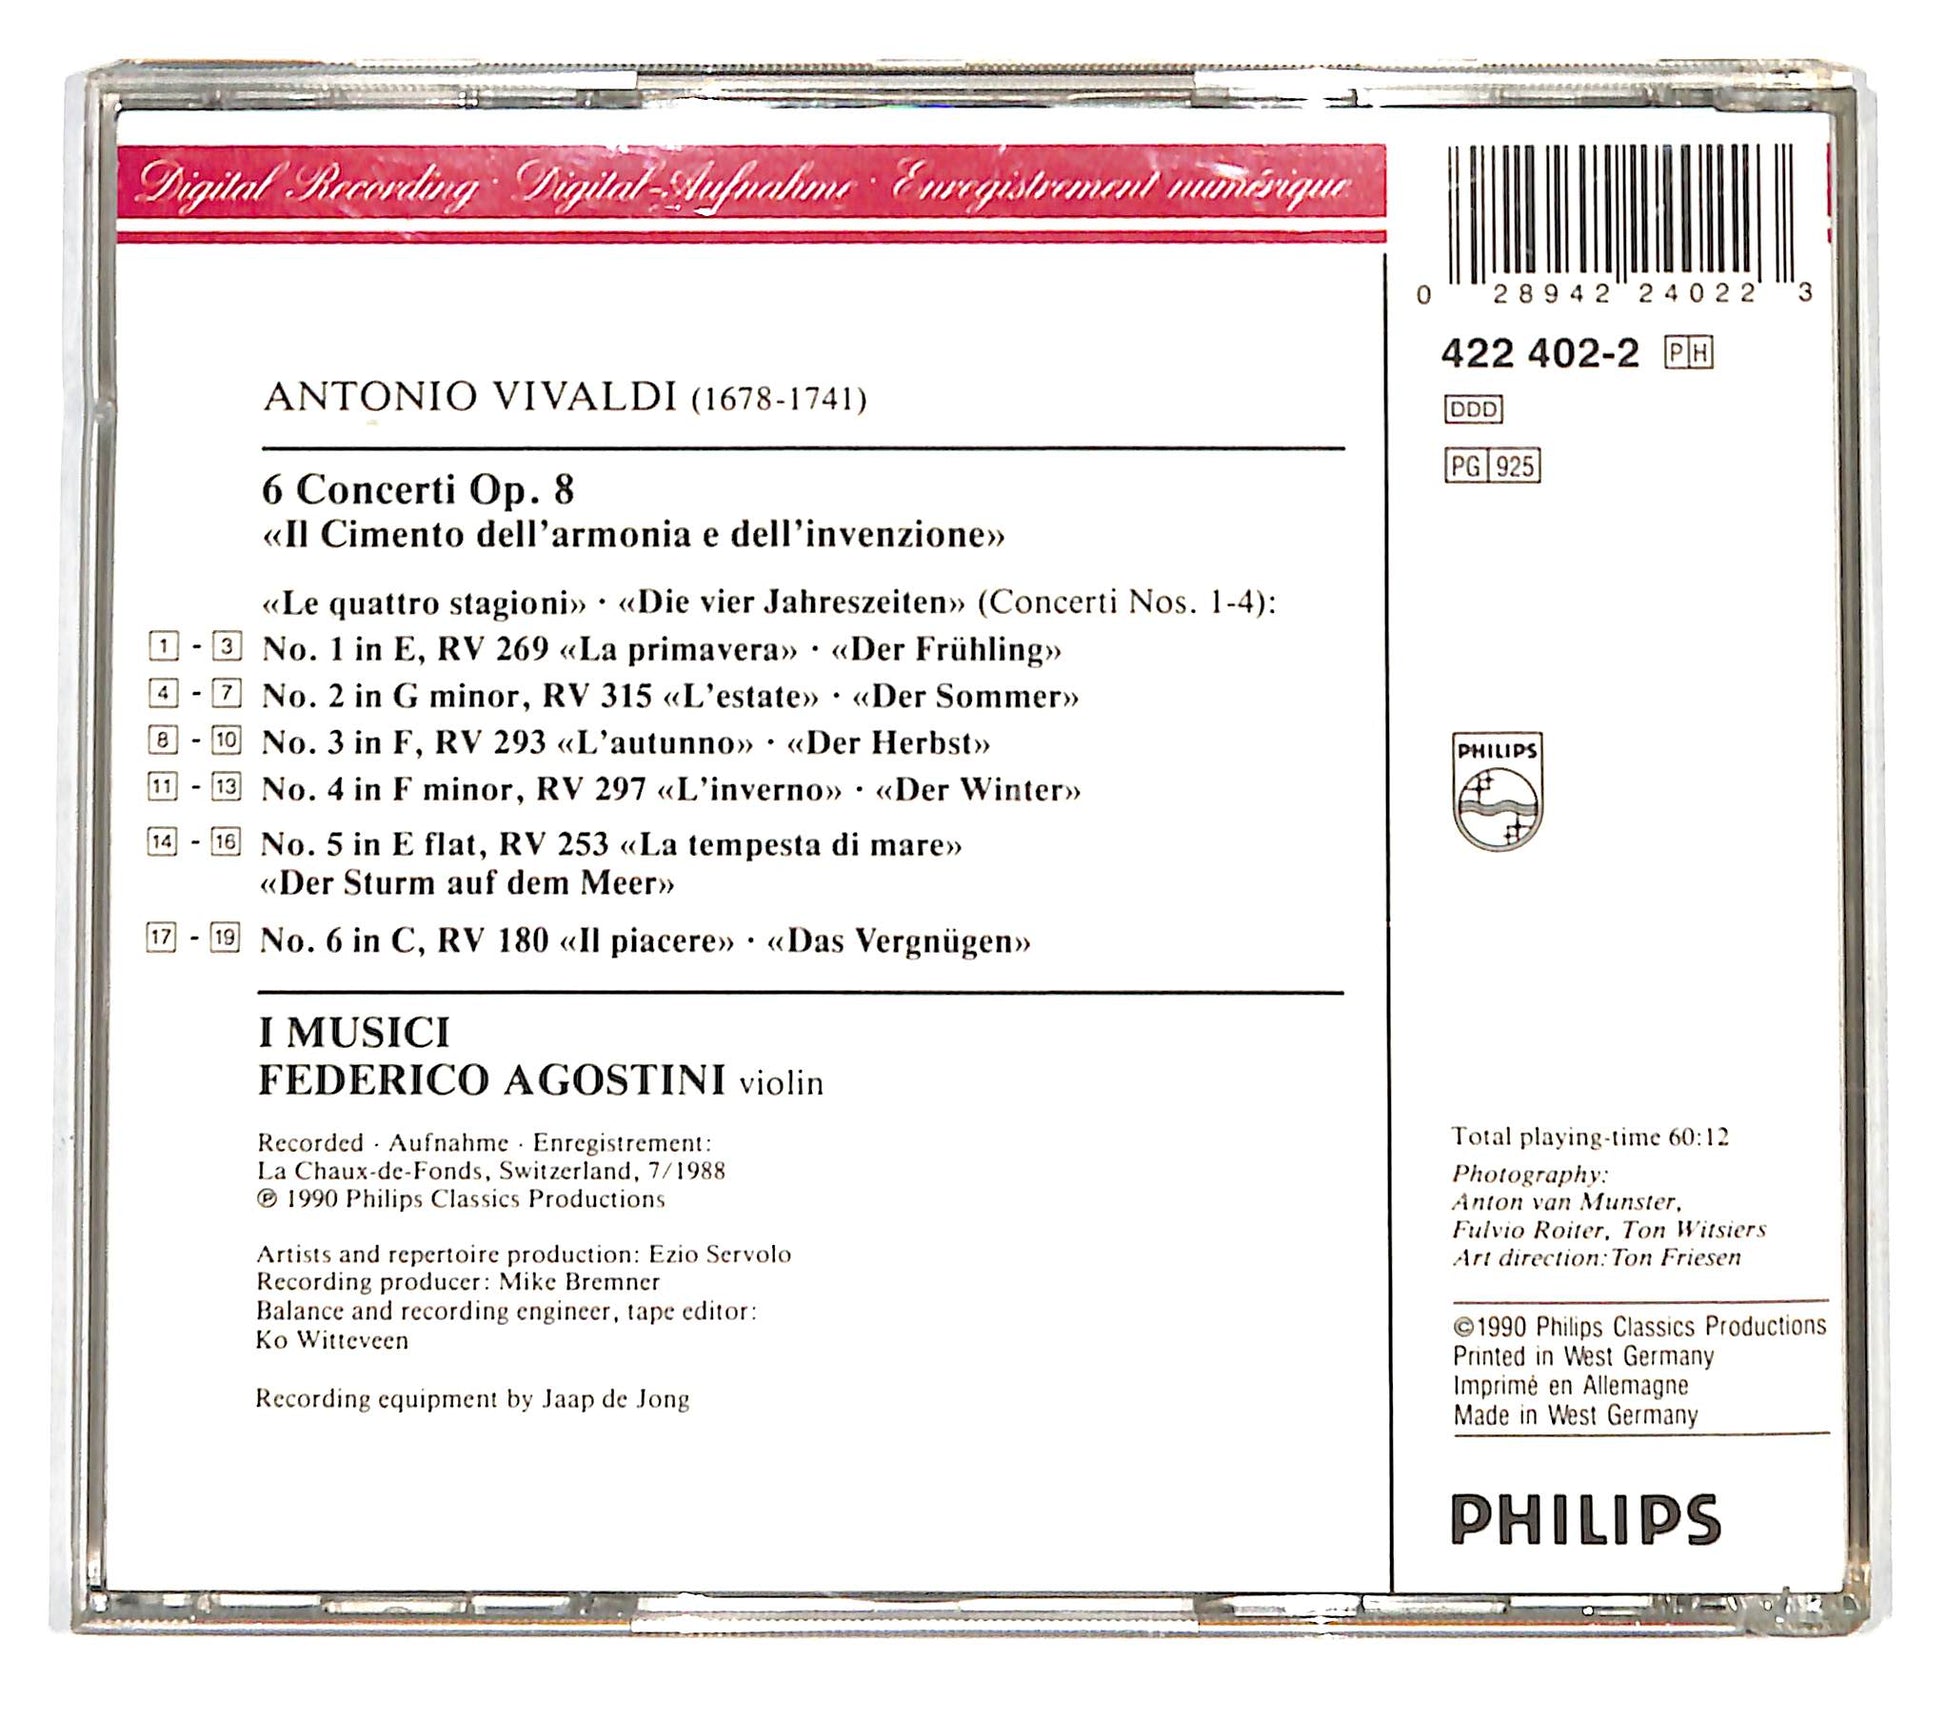 Digital Recording · Digital-Aufnahme · Enregistrement numérique
ANTONIO VIVALDI (1678-1741)
6 Concerti Op. 8
«Il Cimento dell'armonia e dell'invenzione»
«Le quattro stagioni» · «Die vier Jahreszeiten» (Concerti Nos. 1-4):
1 - 3 No. 1 in E, RV 269 «La primavera» · «Der Frühling»
4 - 7 No. 2 in G minor, RV 315 «L'estate» · «Der Sommer»
8 - 10 No. 3 in F, RV 293 «L'autunno» · «Der Herbst»
11 - 13 No. 4 in F minor, RV 297 «L'inverno» · «Der Winter»
14 - 16 No. 5 in E flat, RV 253 «La tempesta di mare»
«Der Sturm auf dem Meer»
17 - 19 No. 6 in C, RV 180 «Il piacere» · «Das Vergnügen»
I MUSICI
FEDERICO AGOSTINI violin
Recorded · Aufnahme · Enregistrement:
La Chaux-de-Fonds, Switzerland, 7/1988
℗ 1990 Philips Classics Productions
Artists and repertoire production: Ezio Servolo
Recording producer: Mike Bremner
Balance and recording engineer, tape editor:
Ko Witteveen
Recording equipment by Jaap de Jong
0 28942 24022 3
422 402-2 PH
DDD
PG 925
PHILIPS
Total playing-time 60:12
Photography:
Anton van Munster,
Fulvio Roiter, Ton Witsiers
Art direction: Ton Friesen
©1990 Philips Classics Productions
Printed in West Germany
Imprimé en Allemagne
Made in West Germany
PHILIPS